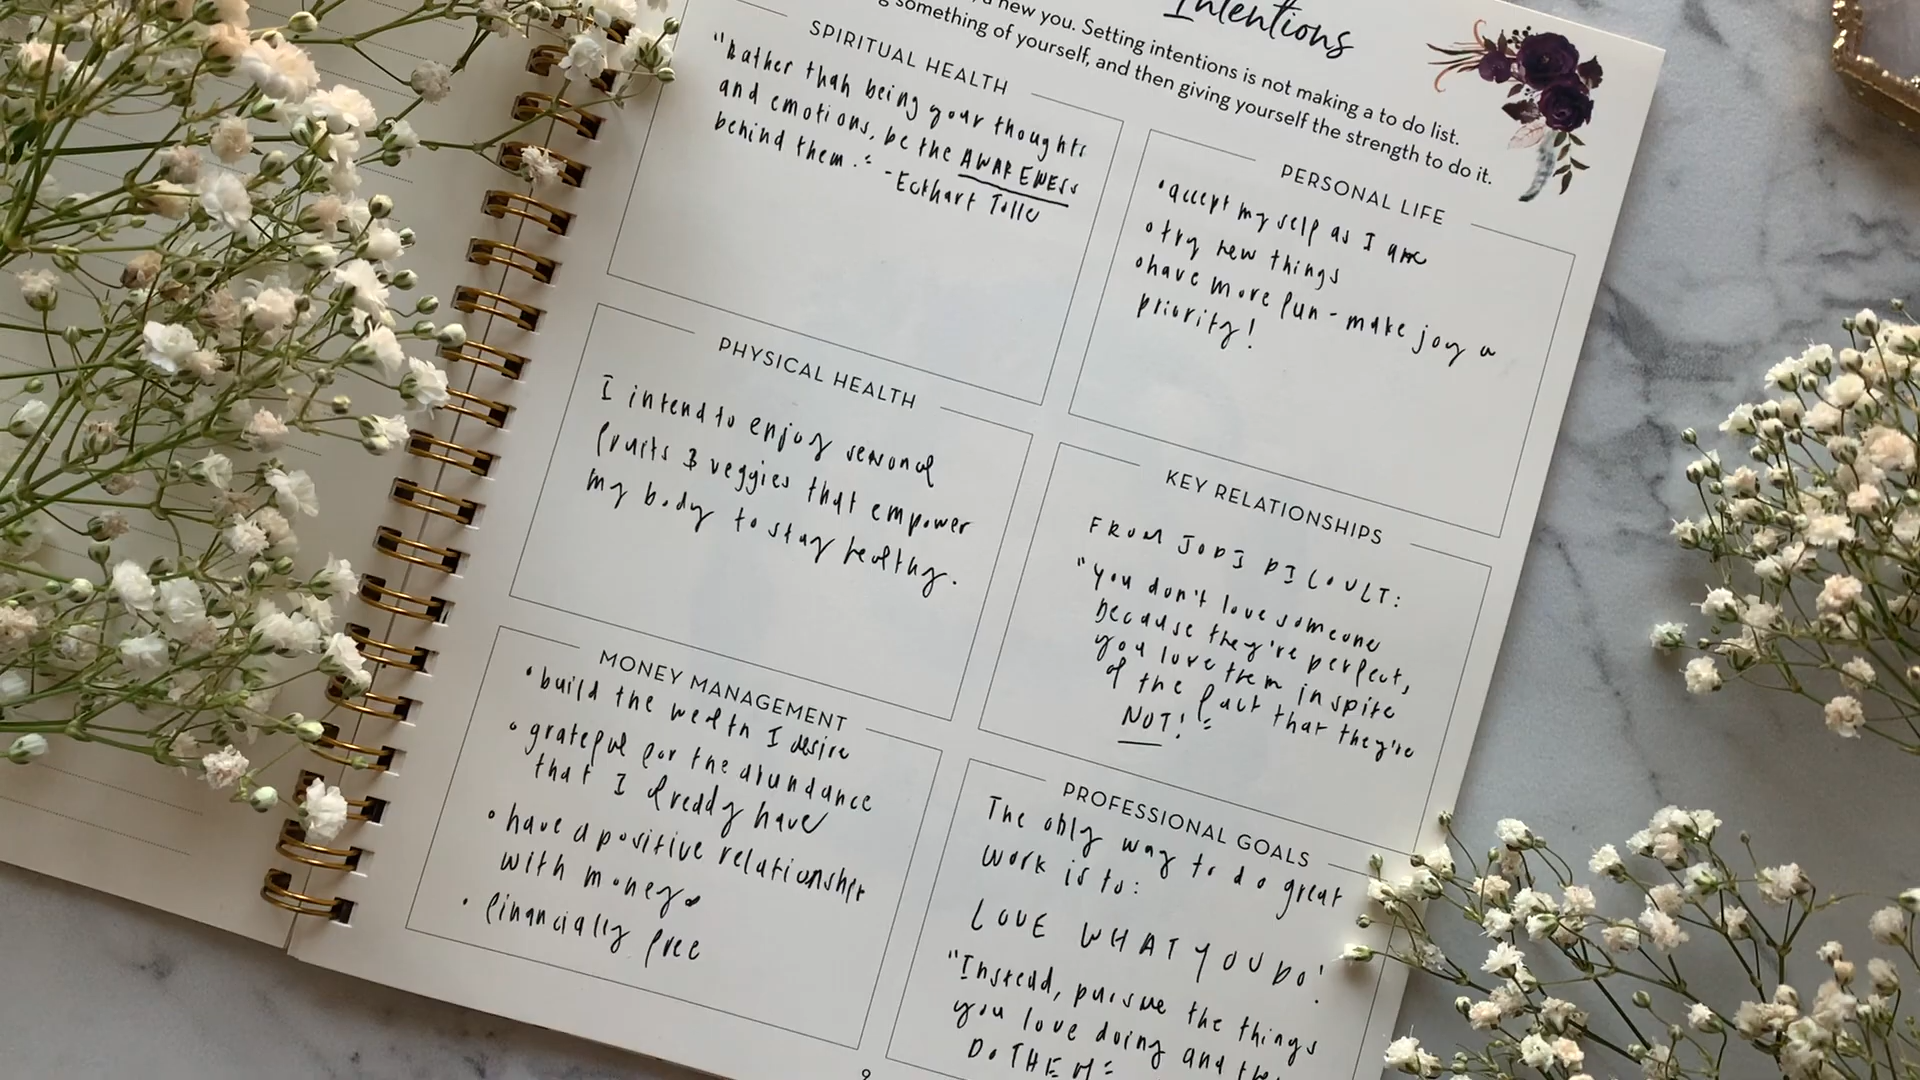 Intentions
new you. Setting intentions is not making a to do list.
something of yourself, and then giving yourself the strength to do it.
SPIRITUAL HEALTH
"Rather than being your thoughts
and emotions, be the AWARENESS
behind them." -Eckhart Tolle
PERSONAL LIFE
• accept my self as I am
• try new things
• have more fun - make joy a
priority!
PHYSICAL HEALTH
I intend to enjoy seasonal
fruits & veggies that empower
my body to stay healthy.
KEY RELATIONSHIPS
FROM JODI PICOULT:
"You don't love someone
because they're perfect,
you love them in spite
of the fact that they're
NOT!"
MONEY MANAGEMENT
• build the wealth I desire
• grateful for the abundance
that I already have
• have a positive relationship
with money
• financially free
PROFESSIONAL GOALS
The only way to do great
work is to:
LOVE WHAT YOU DO!
"Instead, pursue the things
you love doing and
DO THEM"
9